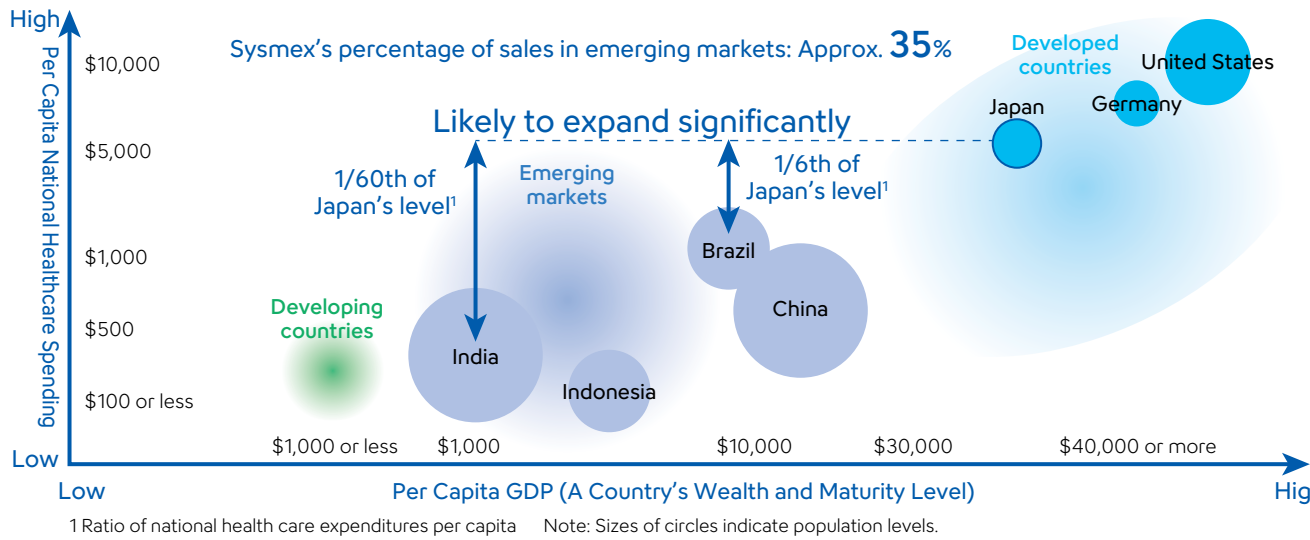 High
Per Capita National Healthcare Spending
$10,000
$5,000
$1,000
$500
$100 or less
Low
Sysmex’s percentage of sales in emerging markets: Approx. 35%
Developed
countries
United States
Germany
Japan
Likely to expand significantly
1/60th of
Japan’s level¹
Emerging
markets
1/6th of
Japan’s level¹
Brazil
China
Developing
countries
India
Indonesia
$1,000 or less
$1,000
$10,000
$30,000
$40,000 or more
Low
Per Capita GDP (A Country’s Wealth and Maturity Level)
Hig
1 Ratio of national health care expenditures per capita Note: Sizes of circles indicate population levels.